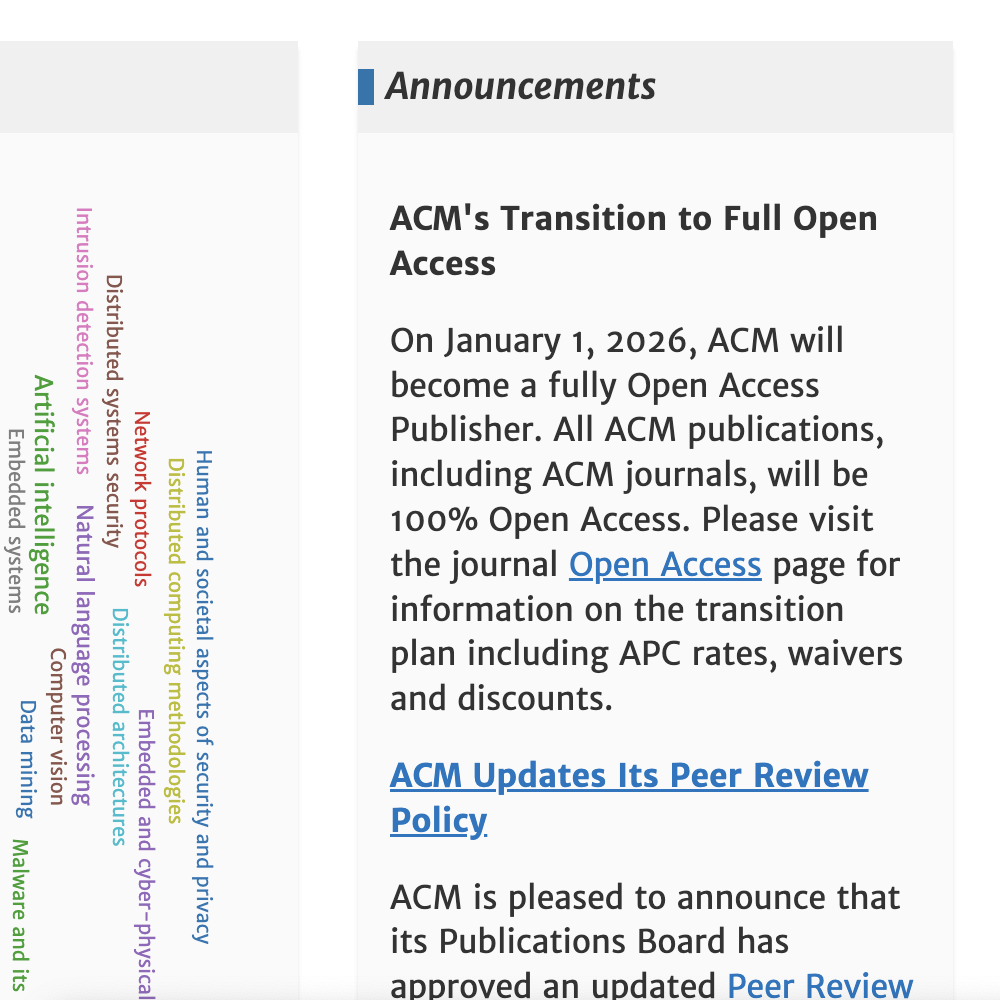 Announcements
ACM's Transition to Full Open
Access
On January 1, 2026, ACM will
become a fully Open Access
Publisher. All ACM publications,
including ACM journals, will be
100% Open Access. Please visit
the journal Open Access page for
information on the transition
plan including APC rates, waivers
and discounts.
ACM Updates Its Peer Review
Policy
ACM is pleased to announce that
its Publications Board has
approved an updated Peer Review
Intrusion detection systems
Distributed systems security
Artificial intelligence
Network protocols
Embedded systems
Human and societal aspects of security and privacy
Distributed computing methodologies
Natural language processing
Distributed architectures
Computer vision
Data mining
Embedded and cyber-physical
Malware and its